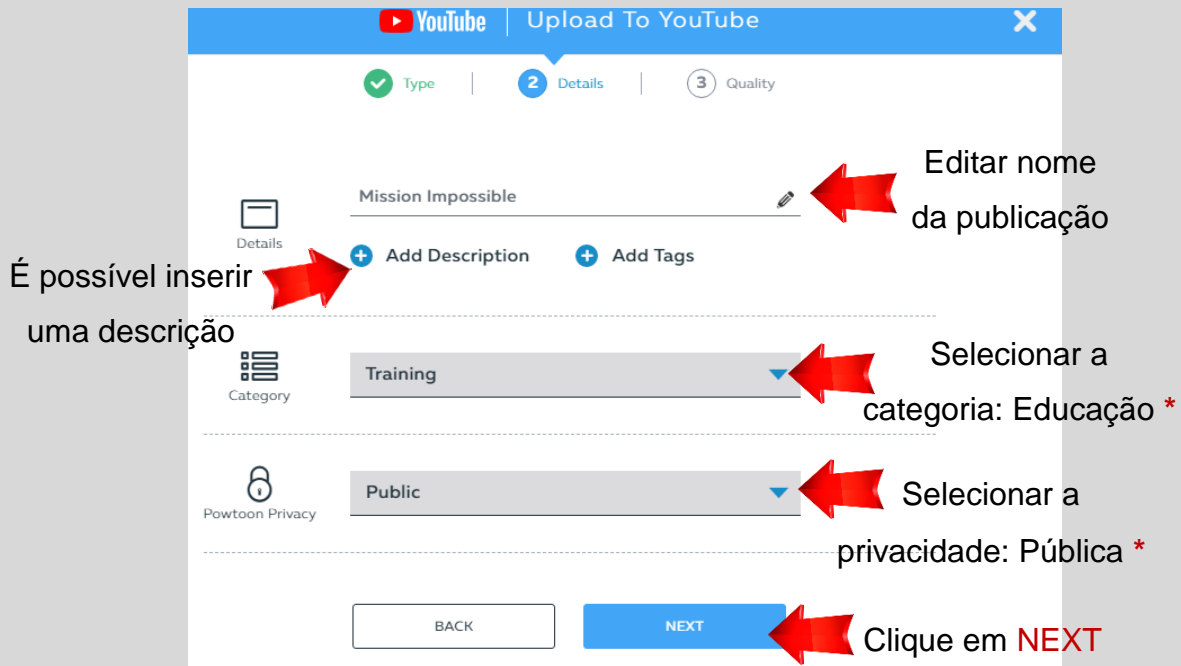 YouTube Upload To YouTube
Type 2 Details 3 Quality
Mission Impossible
Editar nome
da publicação
Details
Add Description Add Tags
É possível inserir
uma descrição
Category
Training
Selecionar a
categoria: Educação *
Powtoon Privacy
Public
Selecionar a
privacidade: Pública *
BACK NEXT
Clique em NEXT